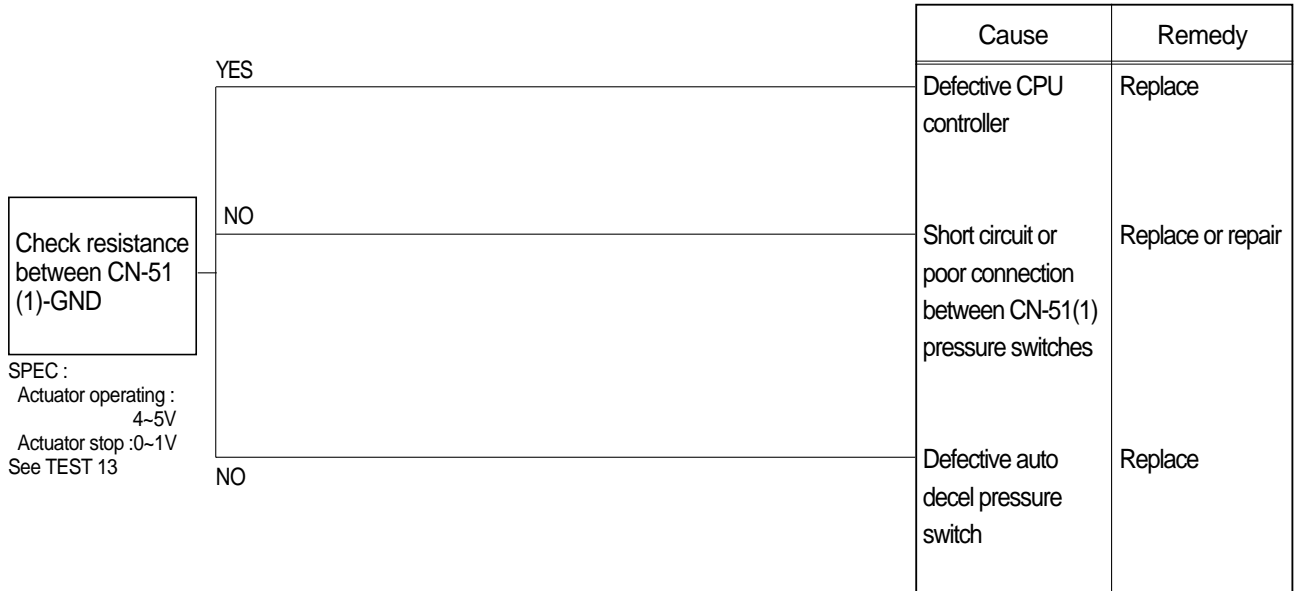 Cause
Remedy
YES
Defective CPU
controller
Replace
NO
Check resistance
between CN-51
(1)-GND
Short circuit or
poor connection
between CN-51(1)
pressure switches
Replace or repair
SPEC :
Actuator operating :
4~5V
Actuator stop :0~1V
See TEST 13
NO
Defective auto
decel pressure
switch
Replace